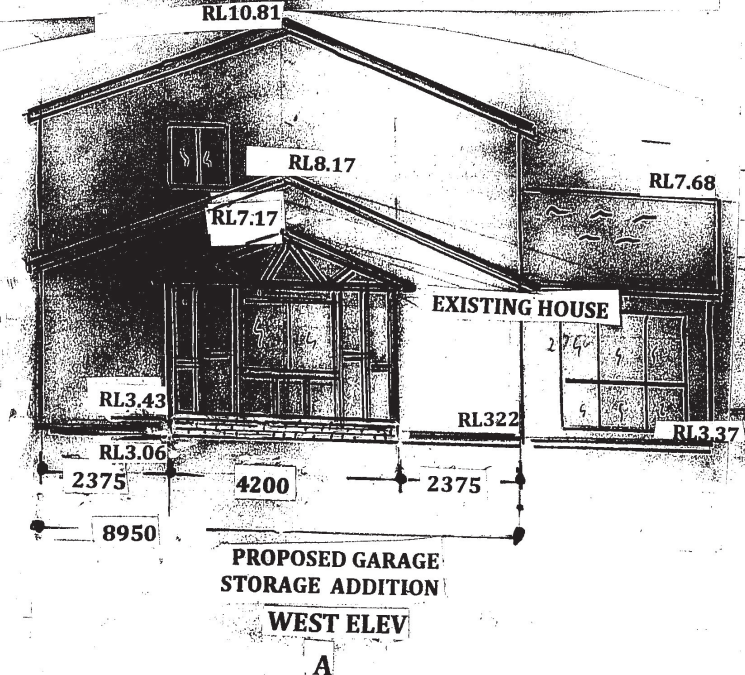 RL10.81
RL8.17
RL7.68
RL7.17
EXISTING HOUSE
RL3.43
RL322
RL3.37
RL3.06
2375
4200
2375
8950
PROPOSED GARAGE
STORAGE ADDITION
WEST ELEV
A